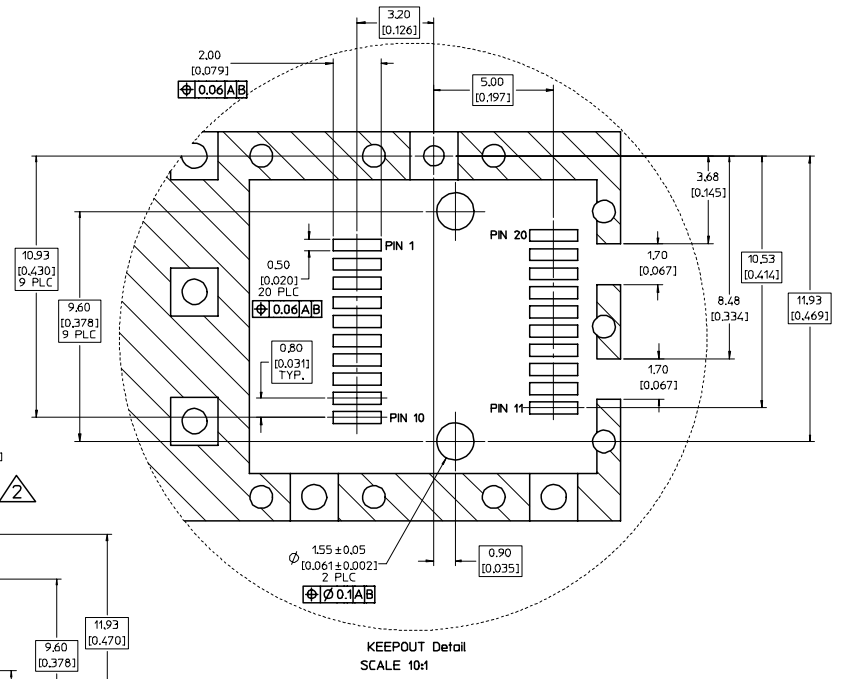 3.20
[0.126]
2.00
[0.079]
⌖ 0.06 A B
5.00
[0.197]
3.68
[0.145]
PIN 1
PIN 20
10.93
[0.430]
9 PLC
0.50
[0.020]
20 PLC
⌖ 0.06 A B
1.70
[0.067]
10.53
[0.414]
9.60
[0.378]
9 PLC
8.48
[0.334]
11.93
[0.469]
0.80
[0.031]
TYP.
1.70
[0.067]
PIN 10
PIN 11
]
2
Ø 1.55±0.05
[0.061±0.002]
2 PLC
⌖ Ø 0.1 A B
0.90
[0.035]
11.93
[0.470]
9.60
[0.378]
KEEPOUT Detail
SCALE 10:1